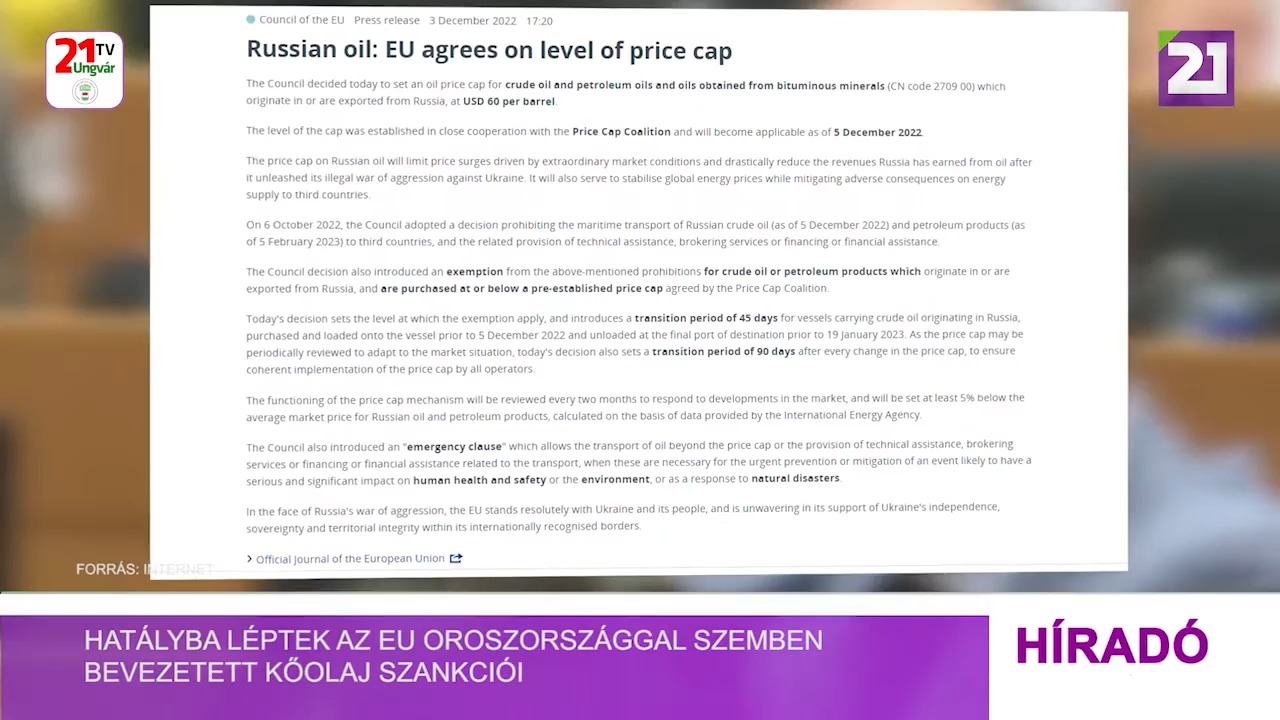 21TV
Ungvár
21
Council of the EU Press release 3 December 2022 17:20
Russian oil: EU agrees on level of price cap
The Council decided today to set an oil price cap for crude oil and petroleum oils and oils obtained from bituminous minerals (CN code 2709 00) which
originate in or are exported from Russia, at USD 60 per barrel.
The level of the cap was established in close cooperation with the Price Cap Coalition and will become applicable as of 5 December 2022.
The price cap on Russian oil will limit price surges driven by extraordinary market conditions and drastically reduce the revenues Russia has earned from oil after
it unleashed its illegal war of aggression against Ukraine. It will also serve to stabilise global energy prices while mitigating adverse consequences on energy
supply to third countries.
On 6 October 2022, the Council adopted a decision prohibiting the maritime transport of Russian crude oil (as of 5 December 2022) and petroleum products (as
of 5 February 2023) to third countries, and the related provision of technical assistance, brokering services or financing or financial assistance.
The Council decision also introduced an exemption from the above-mentioned prohibitions for crude oil or petroleum products which originate in or are
exported from Russia, and are purchased at or below a pre-established price cap agreed by the Price Cap Coalition.
Today's decision sets the level at which the exemption apply, and introduces a transition period of 45 days for vessels carrying crude oil originating in Russia,
purchased and loaded onto the vessel prior to 5 December 2022 and unloaded at the final port of destination prior to 19 January 2023. As the price cap may be
periodically reviewed to adapt to the market situation, today's decision also sets a transition period of 90 days after every change in the price cap, to ensure
coherent implementation of the price cap by all operators.
The functioning of the price cap mechanism will be reviewed every two months to respond to developments in the market, and will be set at least 5% below the
average market price for Russian oil and petroleum products, calculated on the basis of data provided by the International Energy Agency.
The Council also introduced an "emergency clause" which allows the transport of oil beyond the price cap or the provision of technical assistance, brokering
services or financing or financial assistance related to the transport, when these are necessary for the urgent prevention or mitigation of an event likely to have a
serious and significant impact on human health and safety or the environment, or as a response to natural disasters.
In the face of Russia's war of aggression, the EU stands resolutely with Ukraine and its people, and is unwavering in its support of Ukraine's independence,
sovereignty and territorial integrity within its internationally recognised borders.
Official Journal of the European Union
FORRÁS: INTERNET
HATÁLYBA LÉPTEK AZ EU OROSZORSZÁGGAL SZEMBEN
BEVEZETETT KŐOLAJ SZANKCIÓI
HÍRADÓ